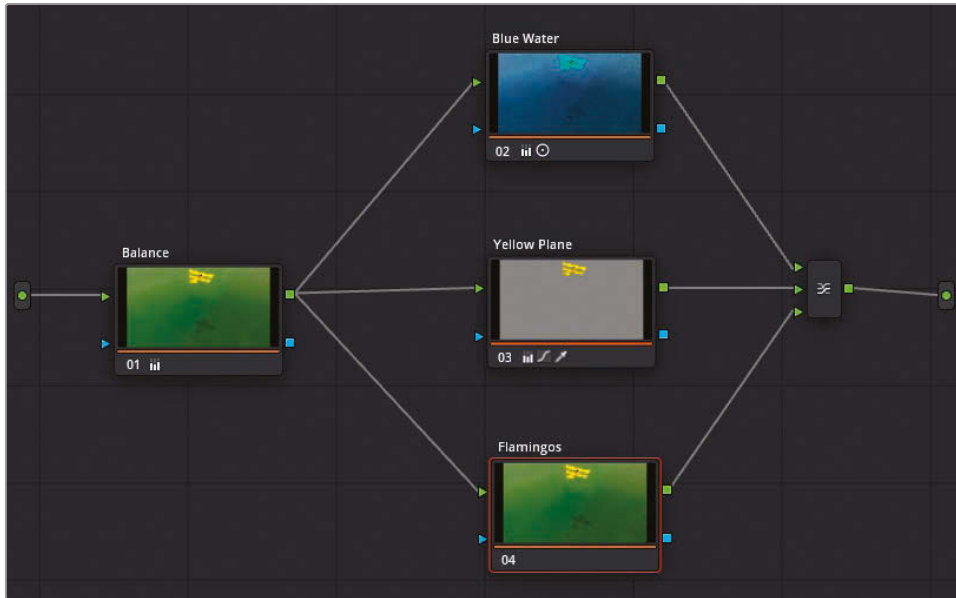 Blue Water
02
Balance
01
Yellow Plane
03
Flamingos
04